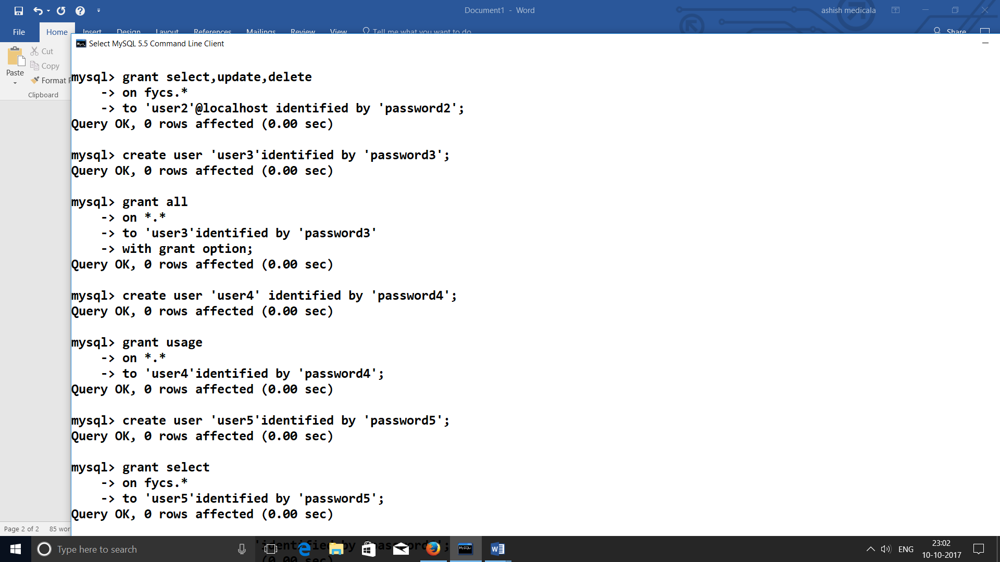 Document1 - Word
ashish medicala
File Home Insert Design Layout References Mailings Review View Tell me what you want to do
Share
Paste
Cut
Copy
Format
Clipboard
Select MySQL 5.5 Command Line Client
mysql> grant select,update,delete
-> on fycs.*
-> to 'user2'@localhost identified by 'password2';
Query OK, 0 rows affected (0.00 sec)
mysql> create user 'user3'identified by 'password3';
Query OK, 0 rows affected (0.00 sec)
mysql> grant all
-> on *.*
-> to 'user3'identified by 'password3'
-> with grant option;
Query OK, 0 rows affected (0.00 sec)
mysql> create user 'user4' identified by 'password4';
Query OK, 0 rows affected (0.00 sec)
mysql> grant usage
-> on *.*
-> to 'user4'identified by 'password4';
Query OK, 0 rows affected (0.00 sec)
mysql> create user 'user5'identified by 'password5';
Query OK, 0 rows affected (0.00 sec)
mysql> grant select
-> on fycs.*
-> to 'user5'identified by 'password5';
Query OK, 0 rows affected (0.00 sec)
Page 2 of 2 85 wor
Type here to search
ENG
23:02
10-10-2017